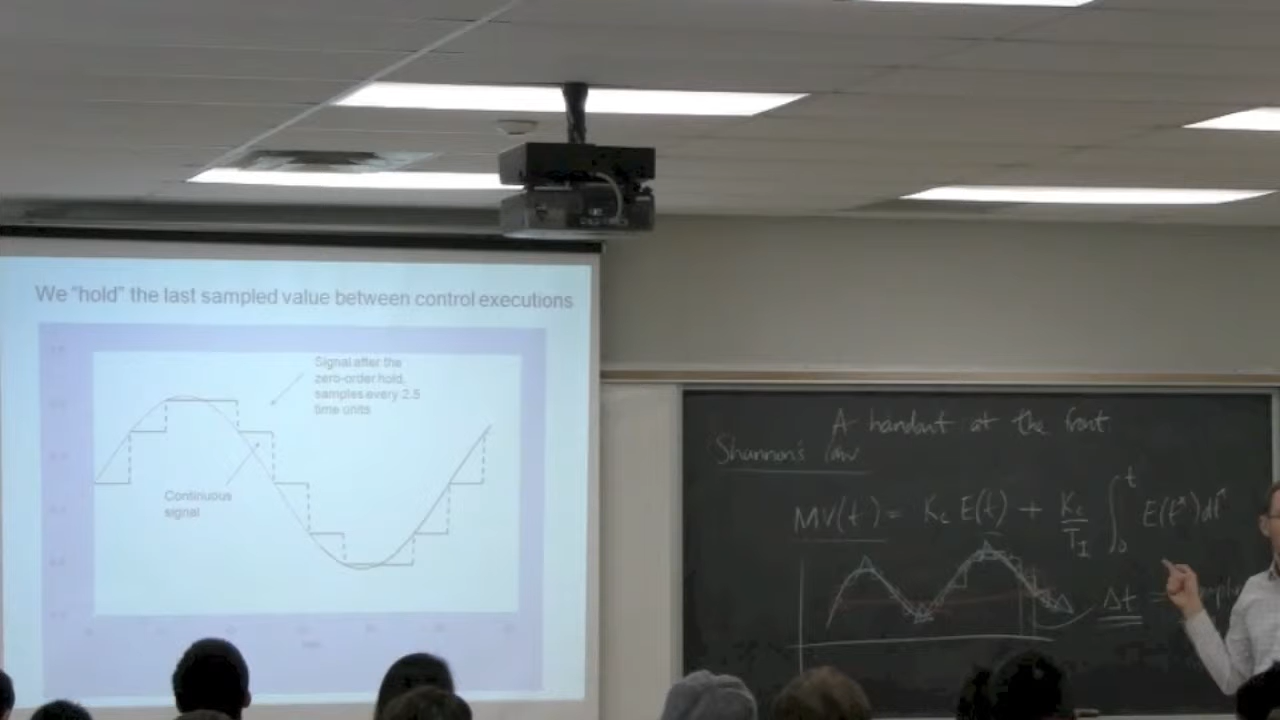 We "hold" the last sampled value between control executions
Signal after the
zero-order hold,
samples every 2.5
time units
Continuous
signal
A handout at the front
Shannon's law
MV(t) = Kc E(t) + Kc/TI ∫0t E(t*)dt*
Δt =